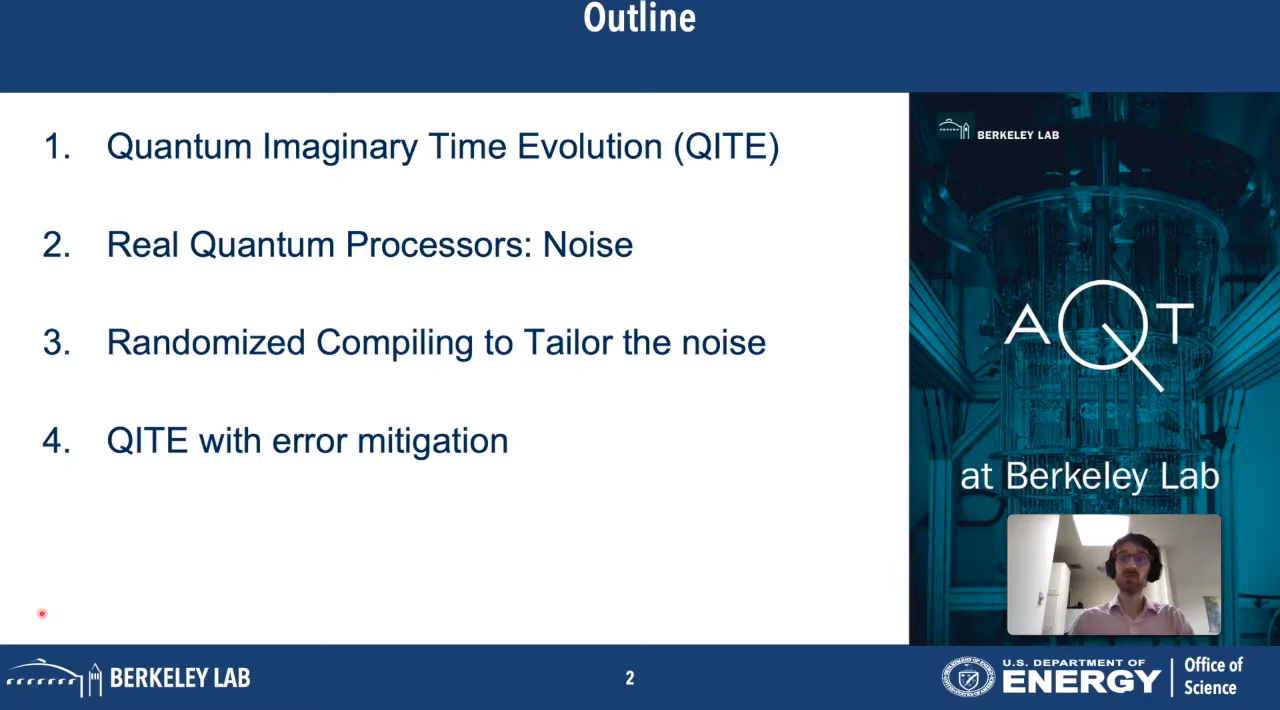 Outline
1. Quantum Imaginary Time Evolution (QITE)
2. Real Quantum Processors: Noise
3. Randomized Compiling to Tailor the noise
4. QITE with error mitigation
BERKELEY LAB
AQT
at Berkeley Lab
BERKELEY LAB
2
U.S. DEPARTMENT OF
ENERGY
Office of
Science